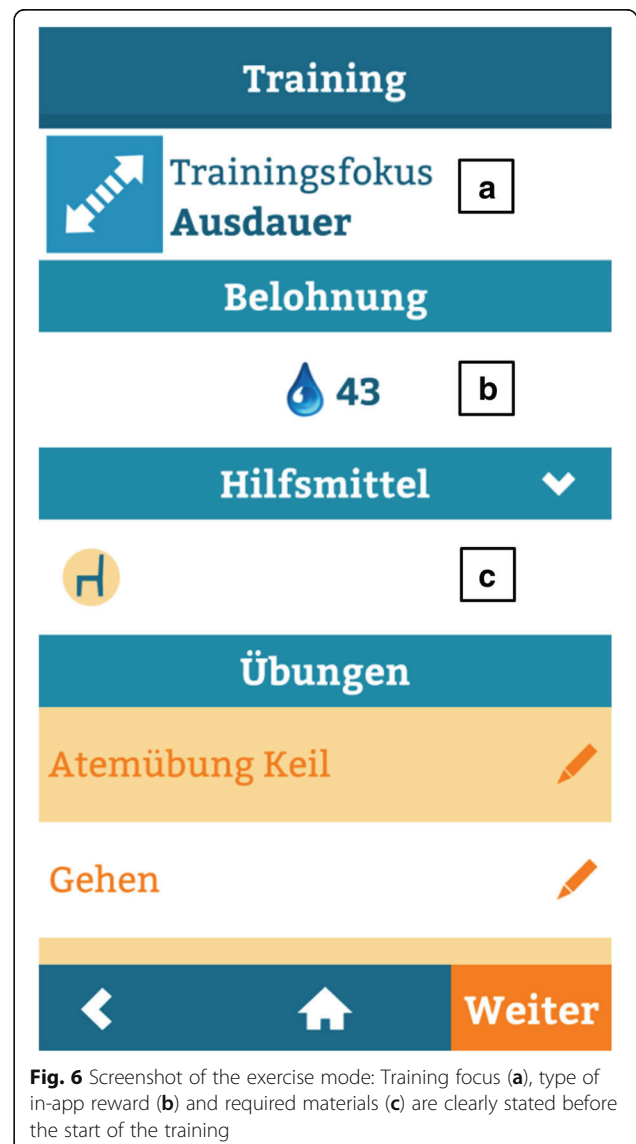 Training
Trainingsfokus
Ausdauer
a
Belohnung
43
b
Hilfsmittel
c
Übungen
Atemübung Keil
Gehen
Weiter
Fig. 6 Screenshot of the exercise mode: Training focus (a), type of
in-app reward (b) and required materials (c) are clearly stated before
the start of the training